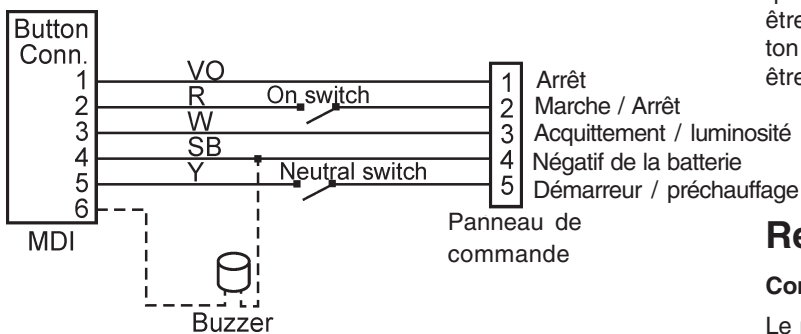 Button
Conn.
1 VO 1 Arrêt
2 R On switch 2 Marche / Arrêt
3 W 3 Acquittement / luminosité
4 SB 4 Négatif de la batterie
5 Y Neutral switch 5 Démarreur / préchauffage
6
MDI
Buzzer
Panneau de
commande
être
ton
être
Re
Con
Le